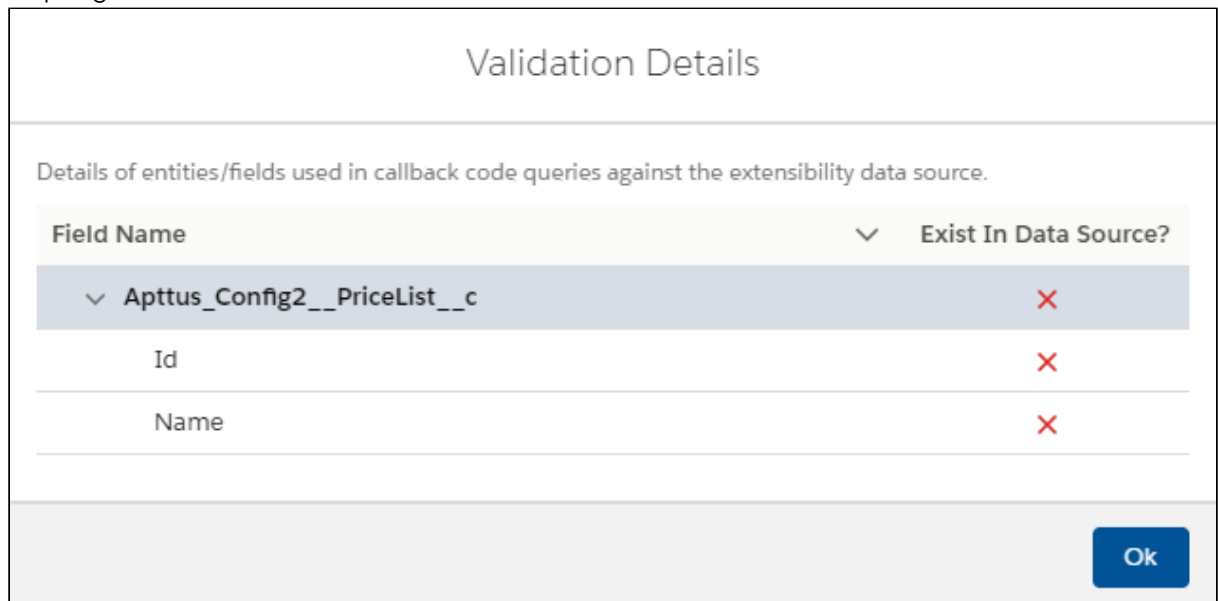 Validation Details
Details of entities/fields used in callback code queries against the extensibility data source.
Field Name Exist In Data Source?
Apttus_Config2__PriceList__c
Id
Name
Ok